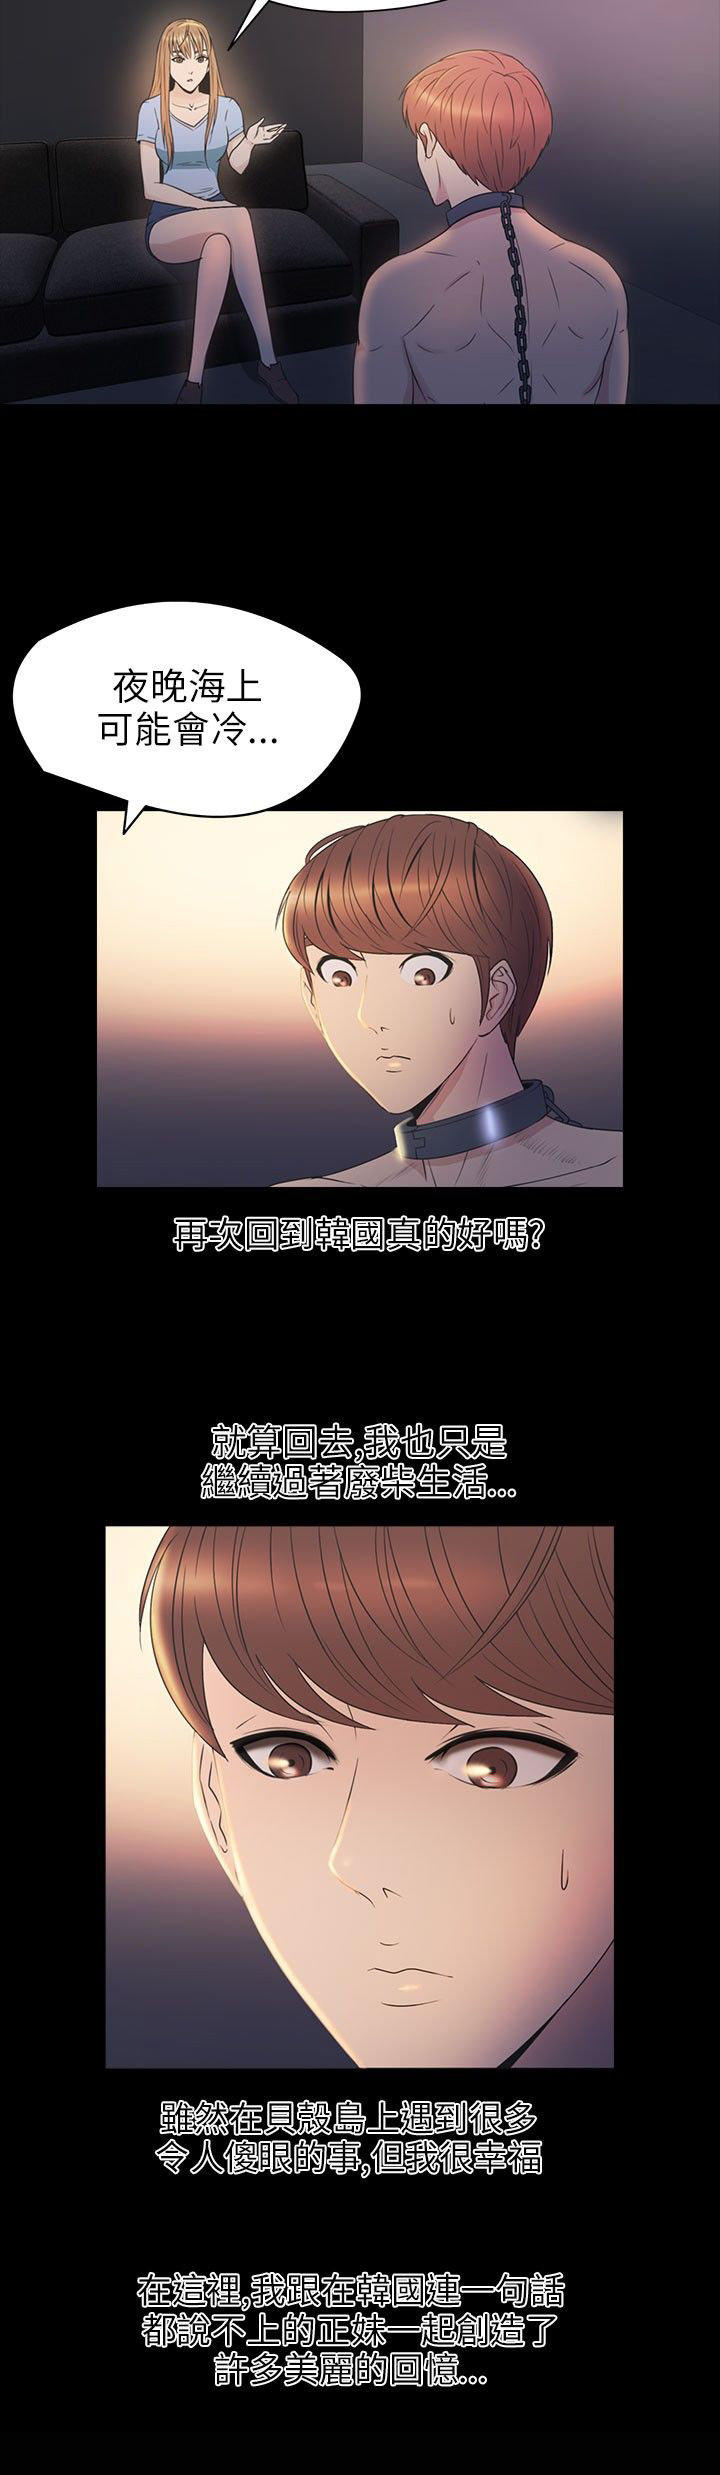 夜晚海上
可能會冷...
再次回到韓國真的好嗎?
就算回去,我也只是
繼續過著廢柴生活...
雖然在貝殼島上遇到很多
令人傻眼的事,但我很幸福
在這裡,我跟在韓國連一句話
都說不上的正妹一起創造了
許多美麗的回憶...